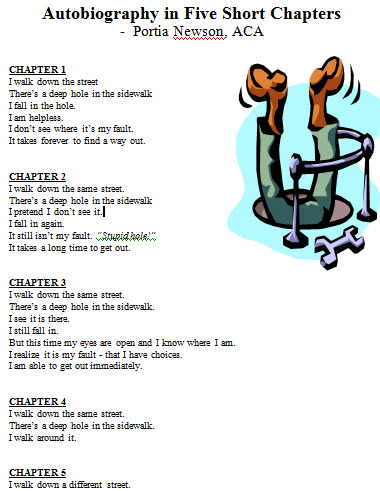 Autobiography in Five Short Chapters
- Portia Newson, ACA
CHAPTER 1
I walk down the street
There's a deep hole in the sidewalk
I fall in the hole.
I am helpless.
I don't see where it's my fault.
It takes forever to find a way out.
CHAPTER 2
I walk down the same street.
There's a deep hole in the sidewalk
I pretend I don't see it.
I fall in again.
It still isn't my fault. "Stupid hole!"
It takes a long time to get out.
CHAPTER 3
I walk down the same street.
There's a deep hole in the sidewalk.
I see it is there.
I still fall in.
But this time my eyes are open and I know where I am.
I realize it is my fault - that I have choices.
I am able to get out immediately.
CHAPTER 4
I walk down the same street.
There's a deep hole in the sidewalk.
I walk around it.
CHAPTER 5
I walk down a different street.